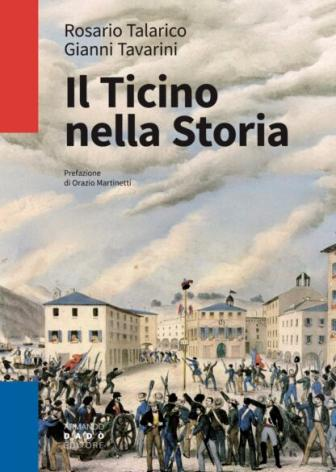 Rosario Talarico
Gianni Tavarini
Il Ticino
nella Storia
Prefazione
di Orazio Martinetti
ARMANDO
DADÒ
EDITORE